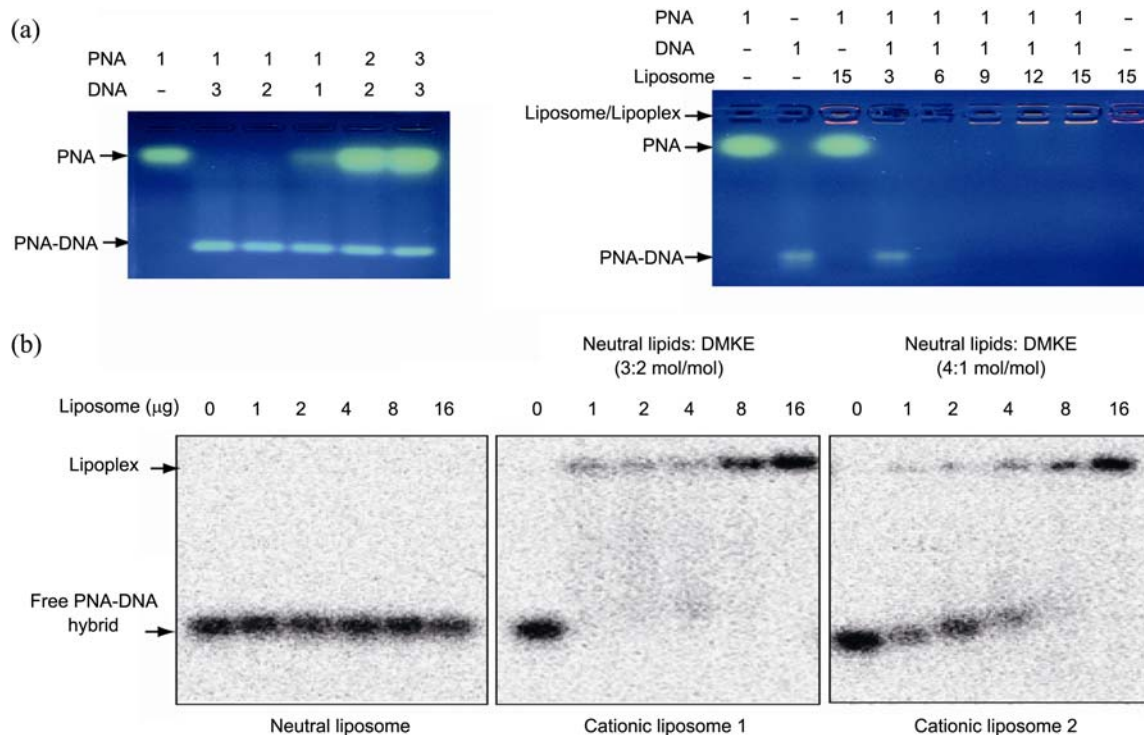 (a)
PNA 1 1 1 1 2 3
DNA – 3 2 1 2 3
PNA
PNA-DNA
PNA 1 – 1 1 1 1 1 1 –
DNA – 1 – 1 1 1 1 1 –
Liposome – – 15 3 6 9 12 15 15
Liposome/Lipoplex
PNA
PNA-DNA
(b)
Neutral lipids: DMKE
(3:2 mol/mol)
Neutral lipids: DMKE
(4:1 mol/mol)
Liposome (μg) 0 1 2 4 8 16 0 1 2 4 8 16 0 1 2 4 8 16
Lipoplex
Free PNA-DNA
hybrid
Neutral liposome
Cationic liposome 1
Cationic liposome 2